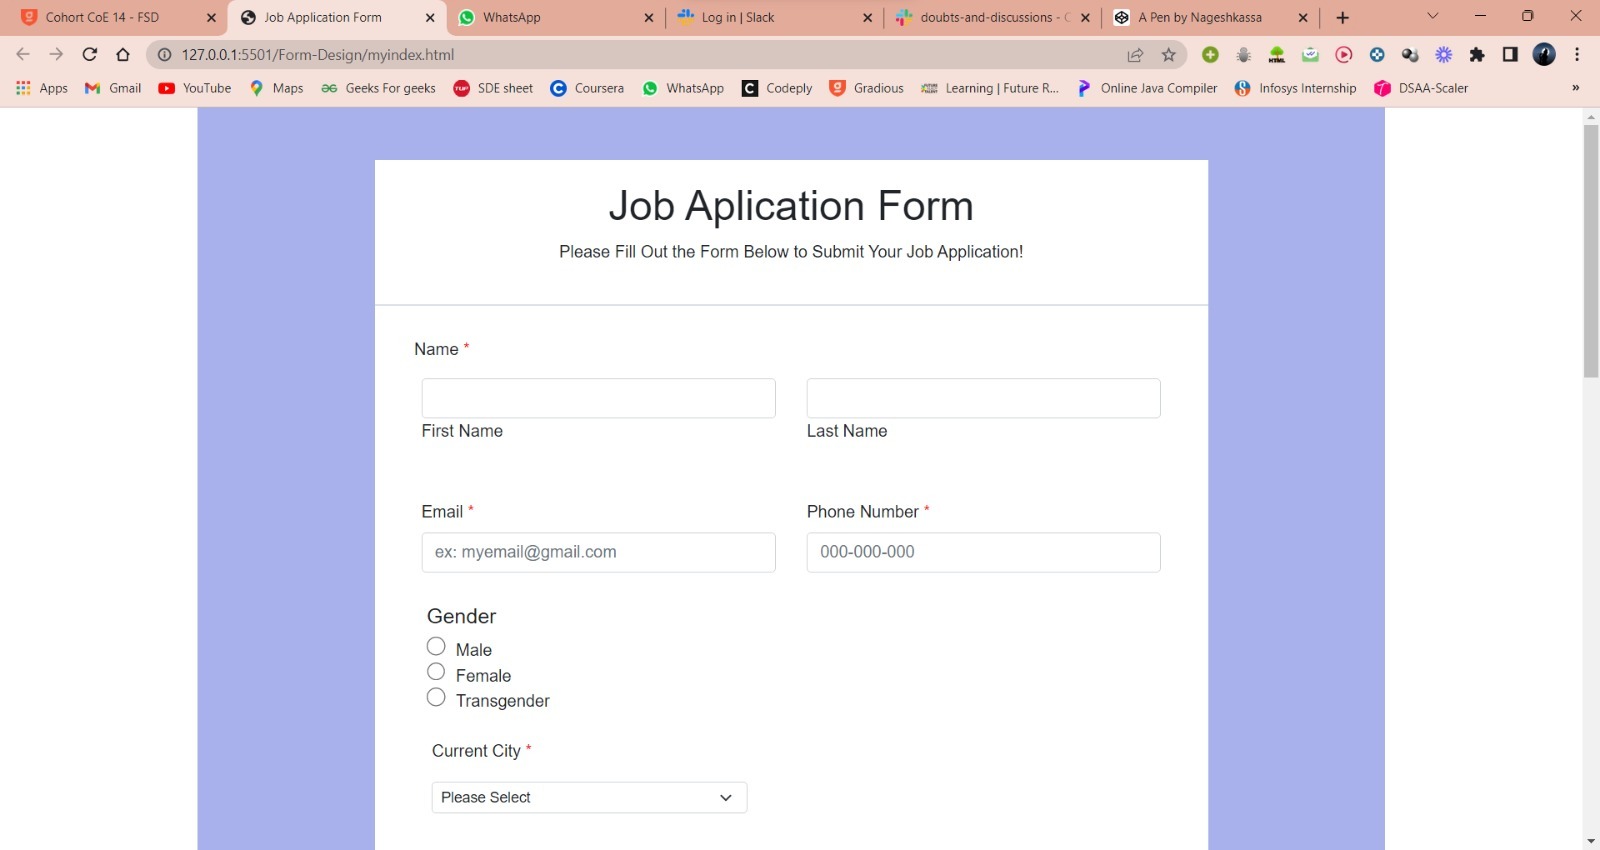 Cohort CoE 14 - FSD
Job Application Form
WhatsApp
Log in | Slack
doubts-and-discussions - C
A Pen by Nageshkassa
127.0.0.1:5501/Form-Design/myindex.html
Apps
Gmail
YouTube
Maps
Geeks For geeks
SDE sheet
Coursera
WhatsApp
Codeply
Gradious
Learning | Future R...
Online Java Compiler
Infosys Internship
DSAA-Scaler
»
Job Aplication Form
Please Fill Out the Form Below to Submit Your Job Application!
Name *
First Name
Last Name
Email *
Phone Number *
ex: myemail@gmail.com
000-000-000
Gender
Male
Female
Transgender
Current City *
Please Select